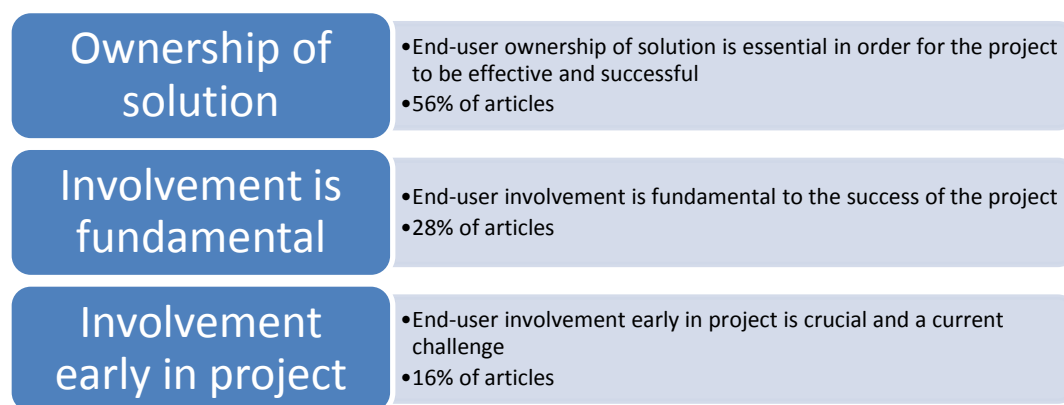 Ownership of
solution
•End-user ownership of solution is essential in order for the project
to be effective and successful
•56% of articles
Involvement is
fundamental
•End-user involvement is fundamental to the success of the project
•28% of articles
Involvement
early in project
•End-user involvement early in project is crucial and a current
challenge
•16% of articles